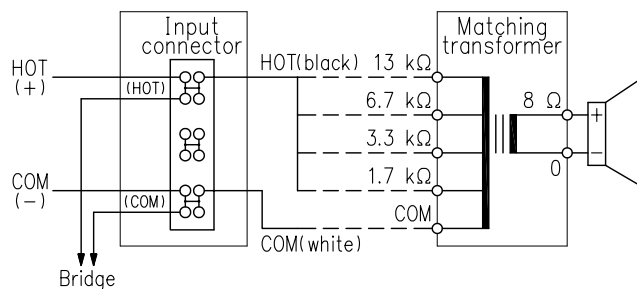 Input
connector
Matching
transformer
HOT
(+)
(HOT)
HOT(black)
13 kΩ
6.7 kΩ
8 Ω
+
3.3 kΩ
−
0
1.7 kΩ
COM
(−)
(COM)
COM
COM(white)
Bridge